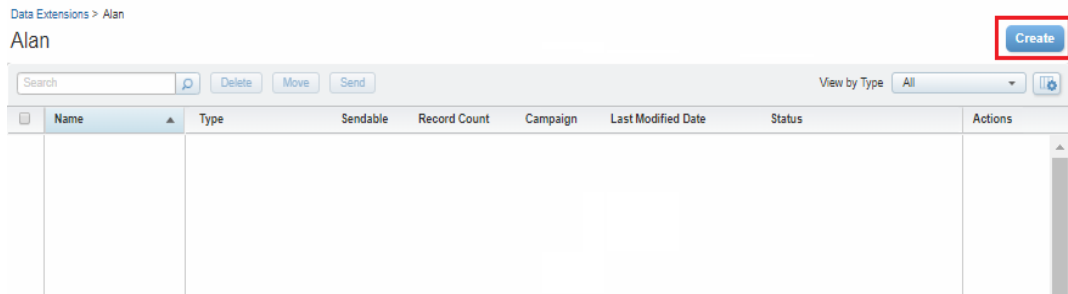 Data Extensions > Alan
Alan
Create
Search Delete Move Send View by Type All
Name Type Sendable Record Count Campaign Last Modified Date Status Actions